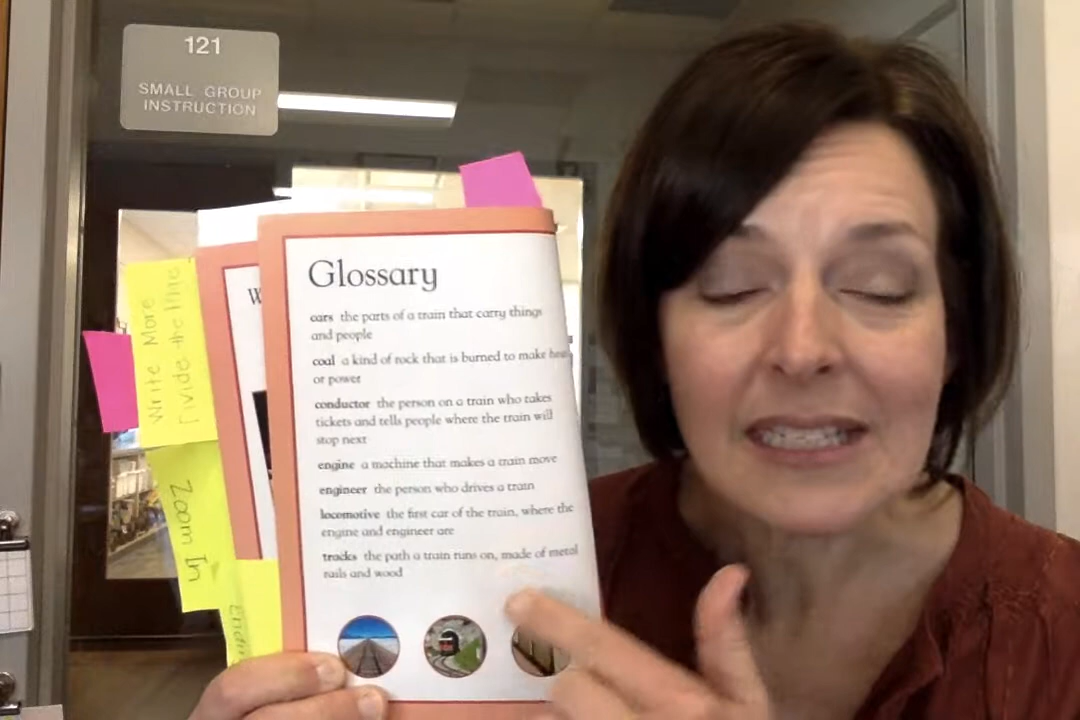 121
SMALL GROUP
INSTRUCTION
Write More
Divide the line
Zoom In
W
Glossary
cars the parts of a train that carry things
and people
coal a kind of rock that is burned to make heat
or power
conductor the person on a train who takes
tickets and tells people where the train will
stop next
engine a machine that makes a train move
engineer the person who drives a train
locomotive the first car of the train, where the
engine and engineer are
tracks the path a train runs on, made of metal
rails and wood